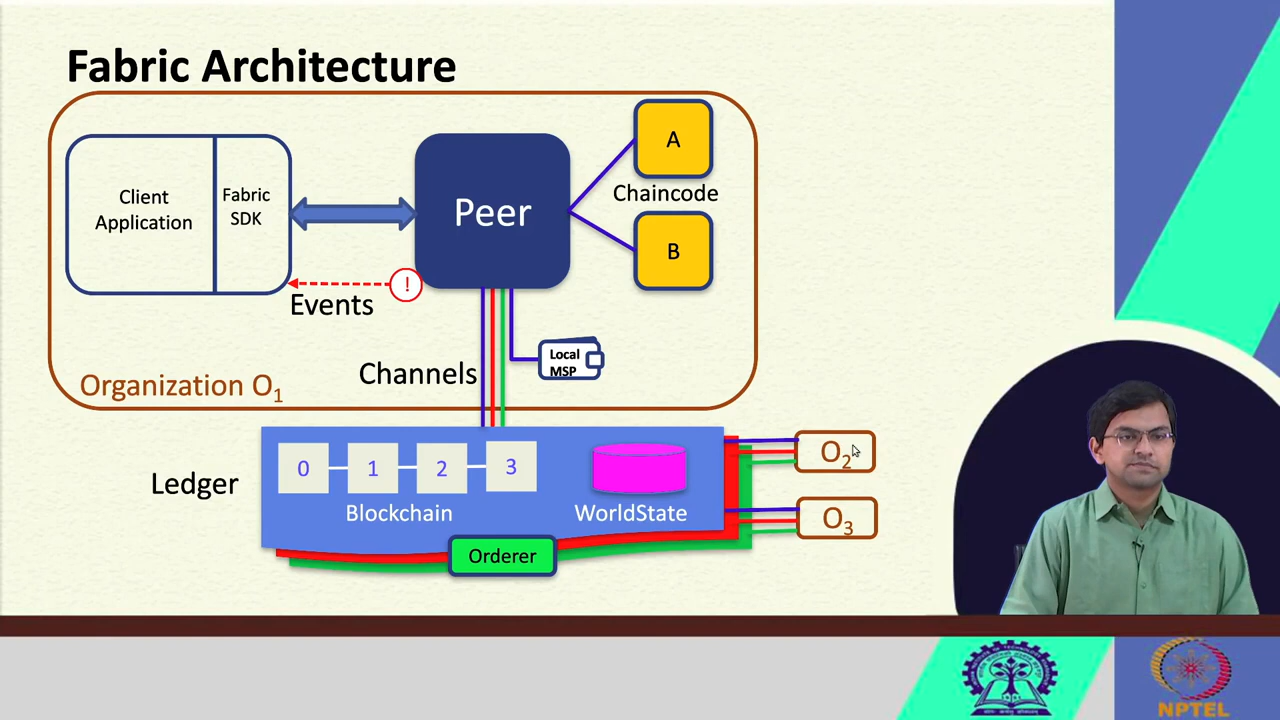 Fabric Architecture
Client
Application
Fabric
SDK
Peer
A
Chaincode
B
!
Events
Channels
Local
MSP
Organization O1
Ledger
0
1
2
3
Blockchain
WorldState
O2
O3
Orderer
NPTEL